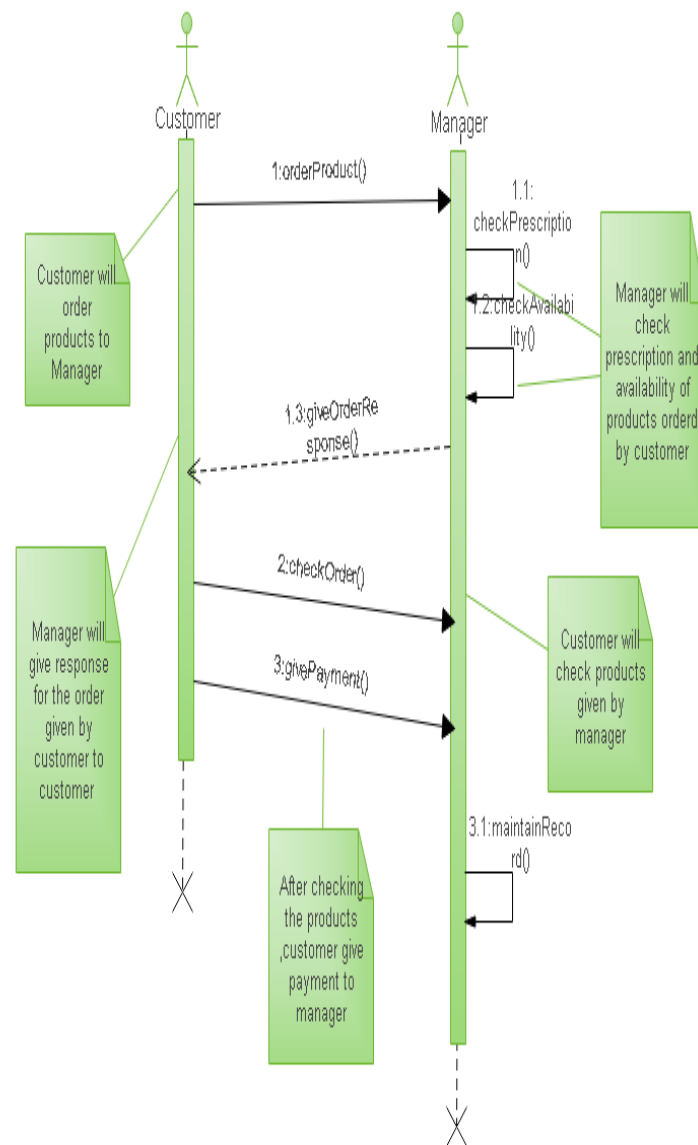 Customer
Manager
1:orderProduct()
1.1:
checkPrescriptio
n()
Customer will
order
products to
Manager
Manager will
check
prescription and
availability of
products orderd
by customer
1.2:checkAvailabi
lity()
1.3:giveOrderRe
sponse()
2:checkOrder()
Manager will
give response
for the order
given by
customer to
customer
Customer will
check products
given by
manager
3:givePayment()
3.1:maintainReco
rd()
After checking
the products
,customer give
payment to
manager